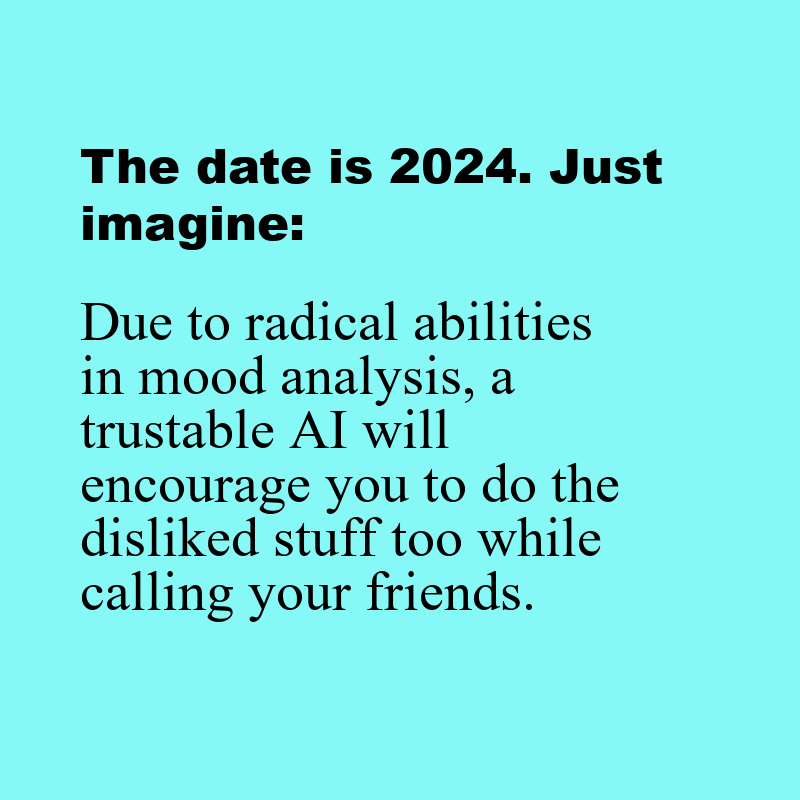 The date is 2024. Just
imagine:
Due to radical abilities
in mood analysis, a
trustable AI will
encourage you to do the
disliked stuff too while
calling your friends.